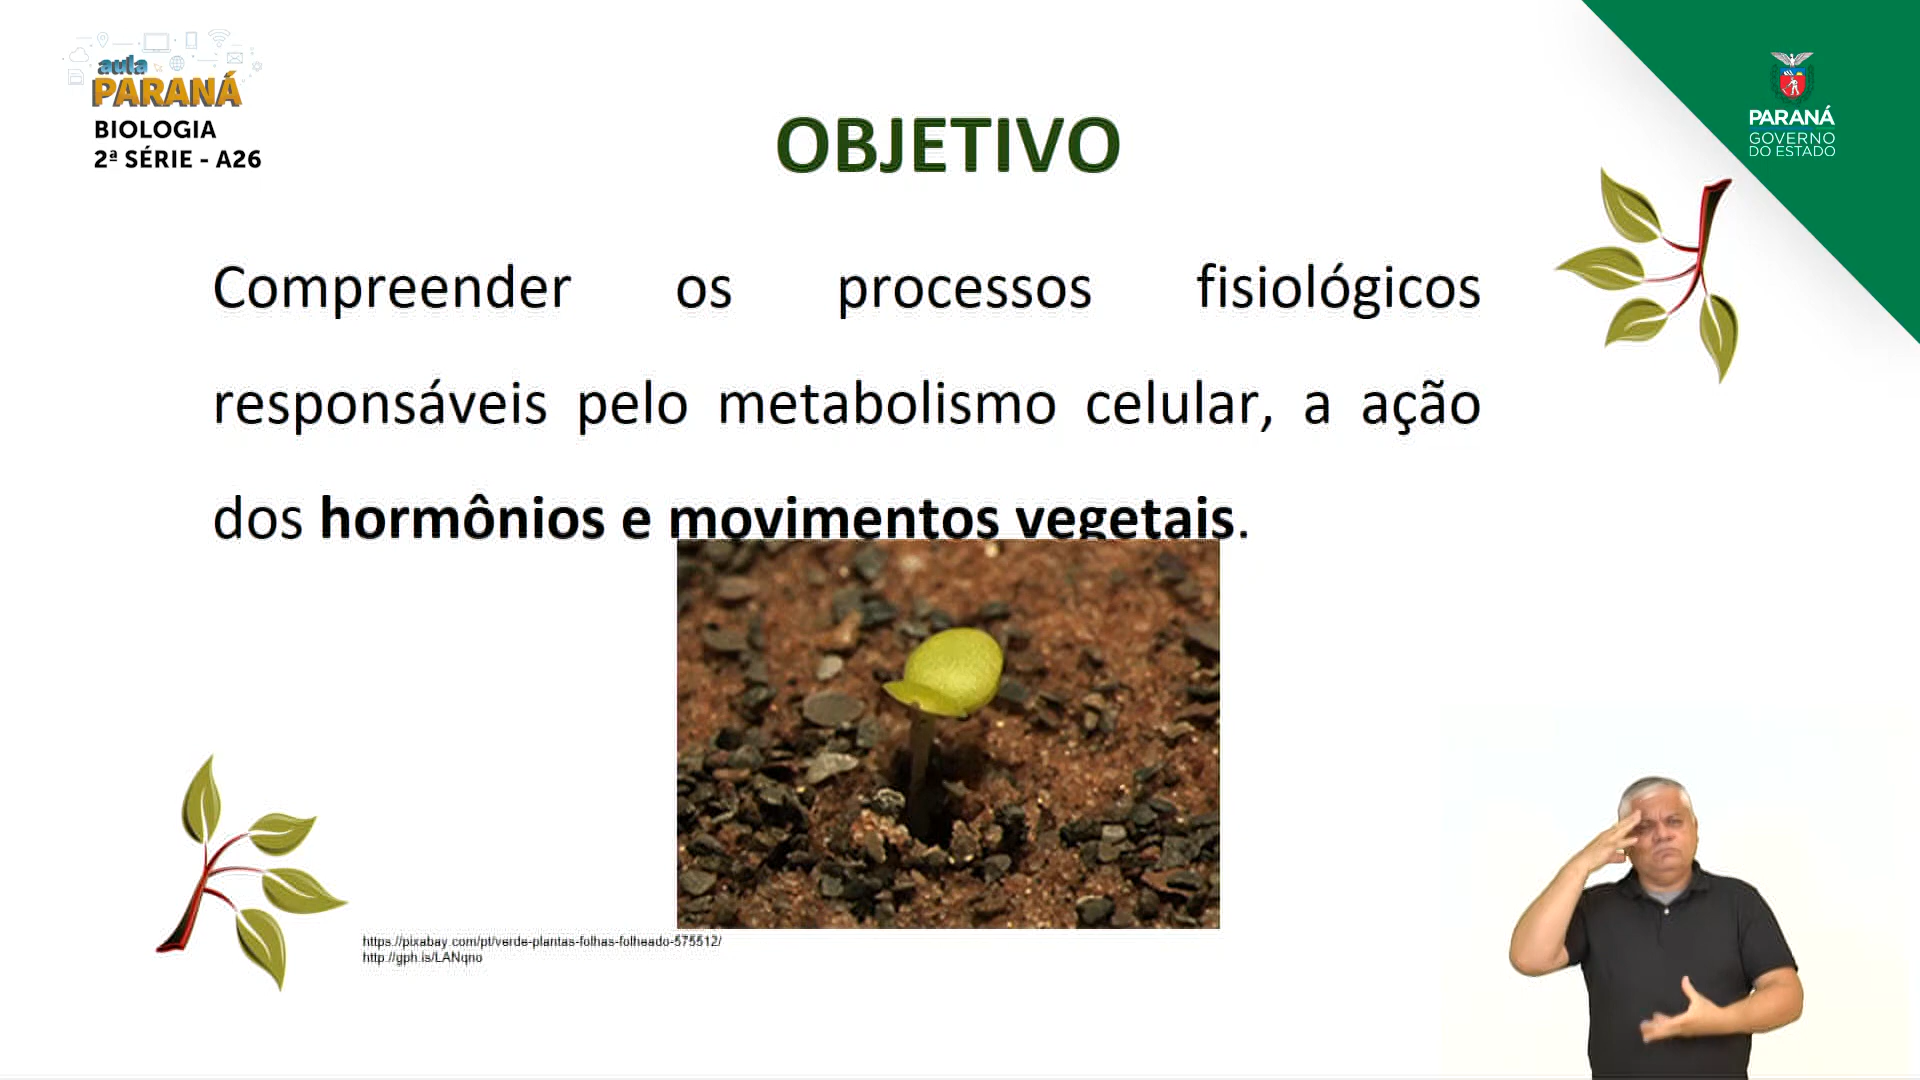 aula
PARANÁ
BIOLOGIA
2ª SÉRIE - A26
PARANÁ
GOVERNO
DO ESTADO
OBJETIVO
Compreender os processos fisiológicos
responsáveis pelo metabolismo celular, a ação
dos hormônios e movimentos vegetais.
https://pixabay.com/pt/verde-plantas-folhas-folheado-575512/
http://gph.is/LANqno